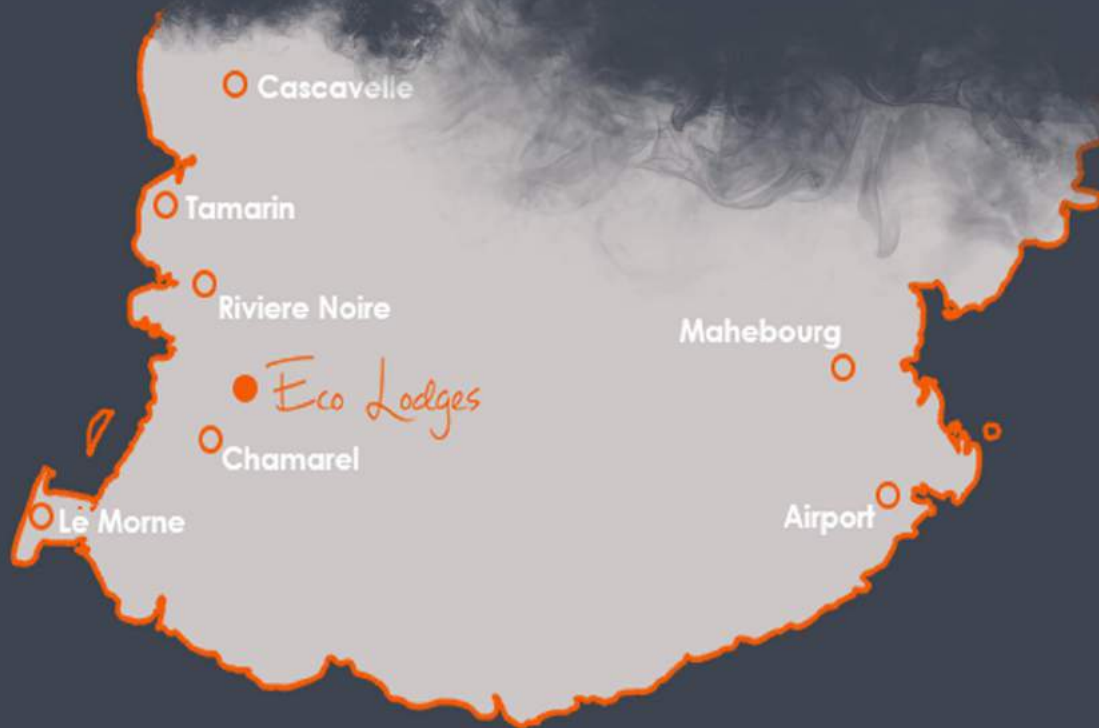 Cascavelle
Tamarin
Riviere Noire
Mahebourg
Eco Lodges
Chamarel
Le Morne
Airport